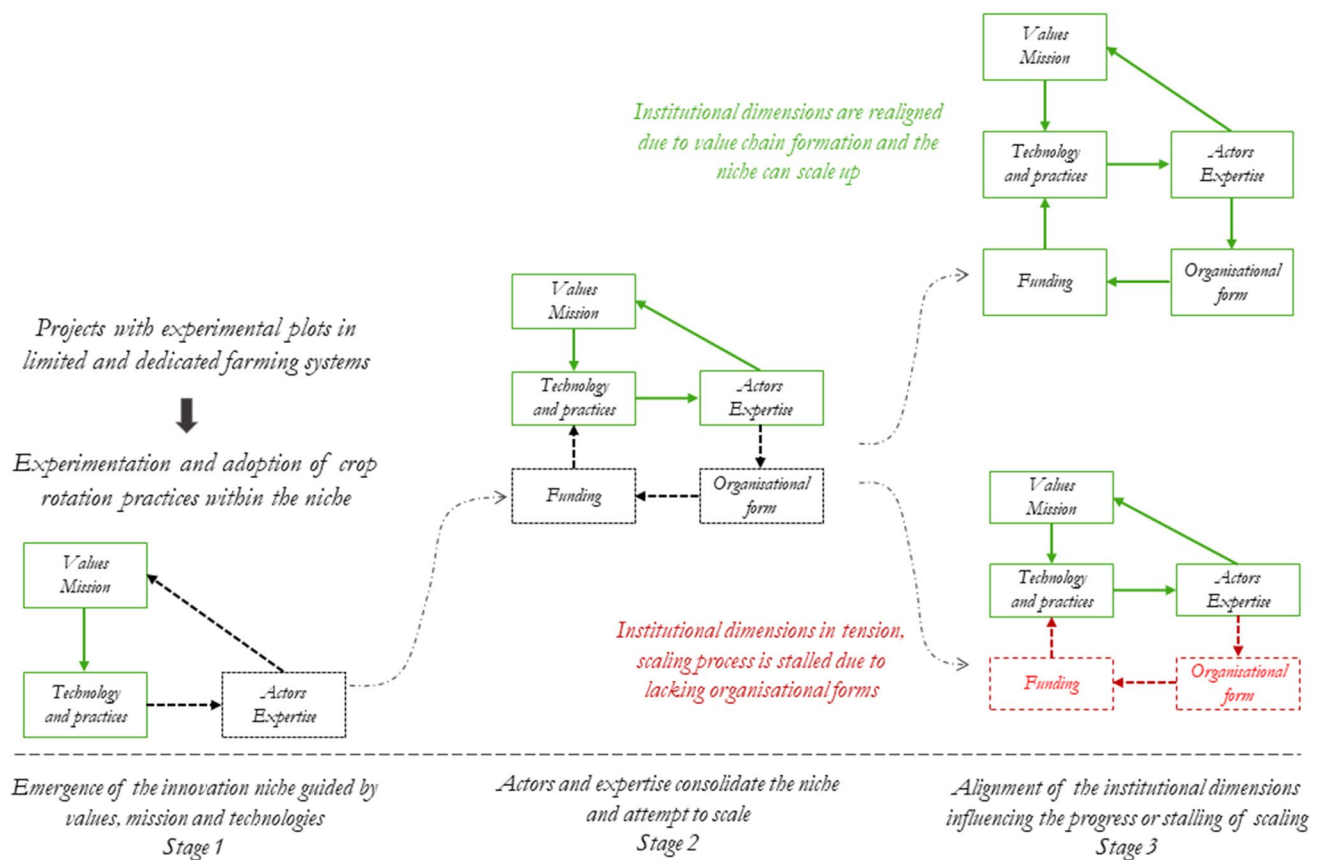 Projects with experimental plots in
limited and dedicated farming systems
Experimentation and adoption of crop
rotation practices within the niche
Values
Mission
Technology
and practices
Actors
Expertise
Emergence of the innovation niche guided by
values, mission and technologies
Stage 1
Values
Mission
Technology
and practices
Actors
Expertise
Funding
Organisational
form
Actors and expertise consolidate the niche
and attempt to scale
Stage 2
Institutional dimensions are realigned
due to value chain formation and the
niche can scale up
Values
Mission
Technology
and practices
Actors
Expertise
Funding
Organisational
form
Institutional dimensions in tension,
scaling process is stalled due to
lacking organisational forms
Values
Mission
Technology
and practices
Actors
Expertise
Funding
Organisational
form
Alignment of the institutional dimensions
influencing the progress or stalling of scaling
Stage 3